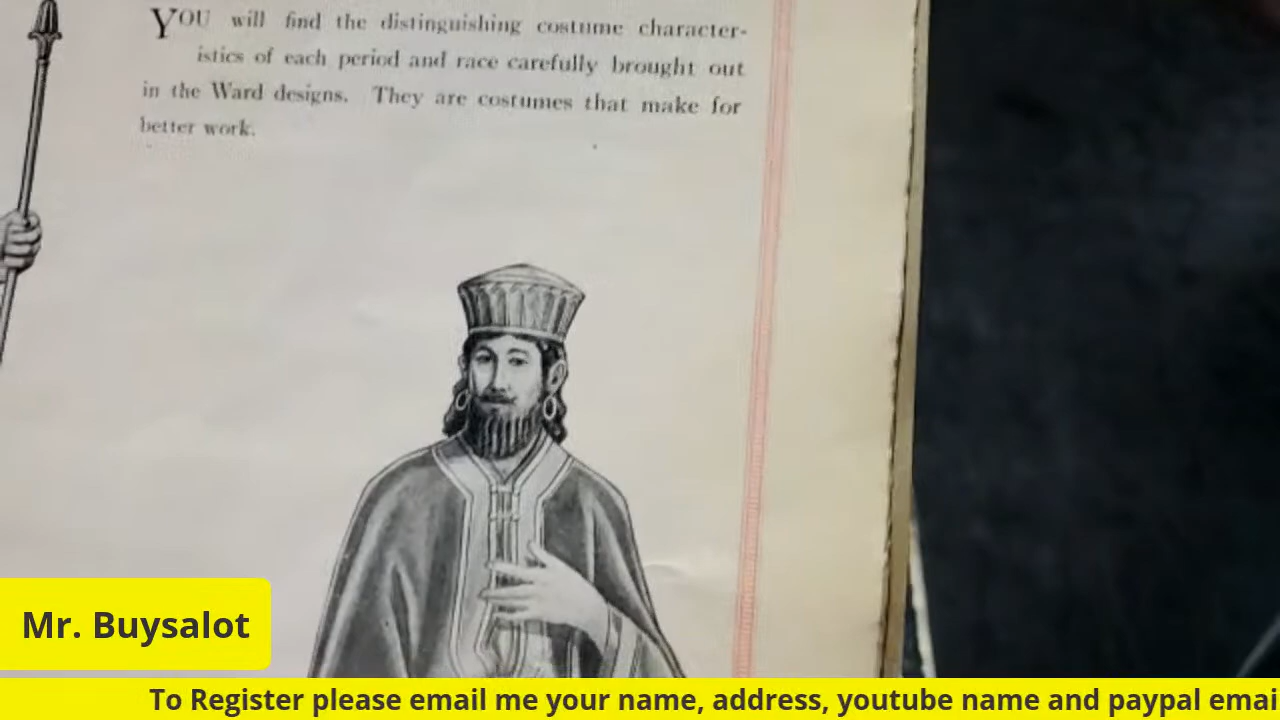 YOU will find the distinguishing costume character-
istics of each period and race carefully brought out
in the Ward designs. They are costumes that make for
better work.
Mr. Buysalot
To Register please email me your name, address, youtube name and paypal emai